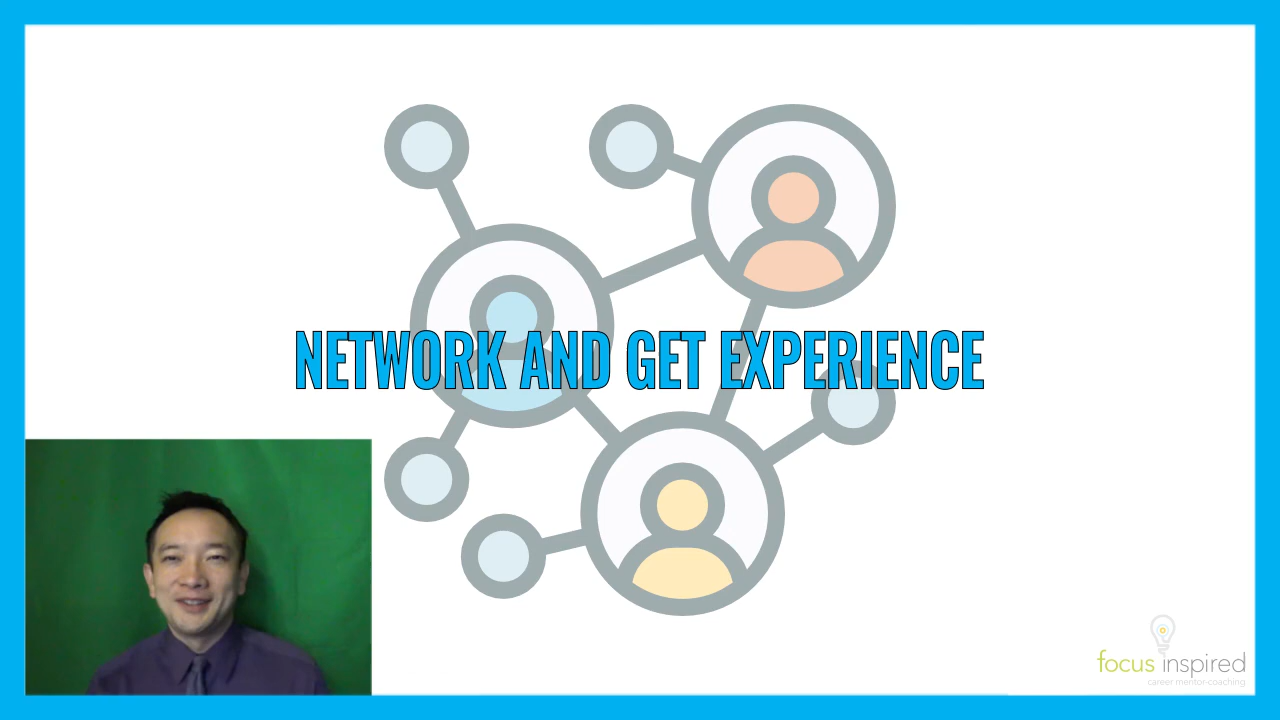 NETWORK AND GET EXPERIENCE
focus inspired
career mentor-coaching